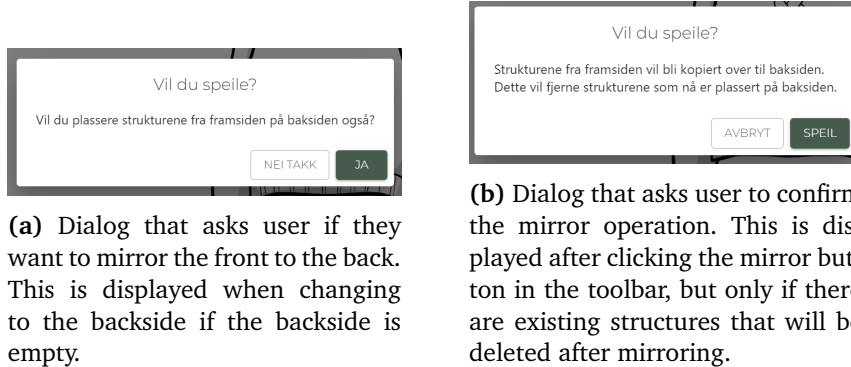 Vil du speile?
Vil du plassere strukturene fra framsiden på baksiden også?
NEI TAKK JA
(a) Dialog that asks user if they
want to mirror the front to the back.
This is displayed when changing
to the backside if the backside is
empty.
Vil du speile?
Strukturene fra framsiden vil bli kopiert over til baksiden.
Dette vil fjerne strukturene som nå er plassert på baksiden.
AVBRYT SPEIL
(b) Dialog that asks user to confirm
the mirror operation. This is dis
played after clicking the mirror but
ton in the toolbar, but only if there
are existing structures that will be
deleted after mirroring.